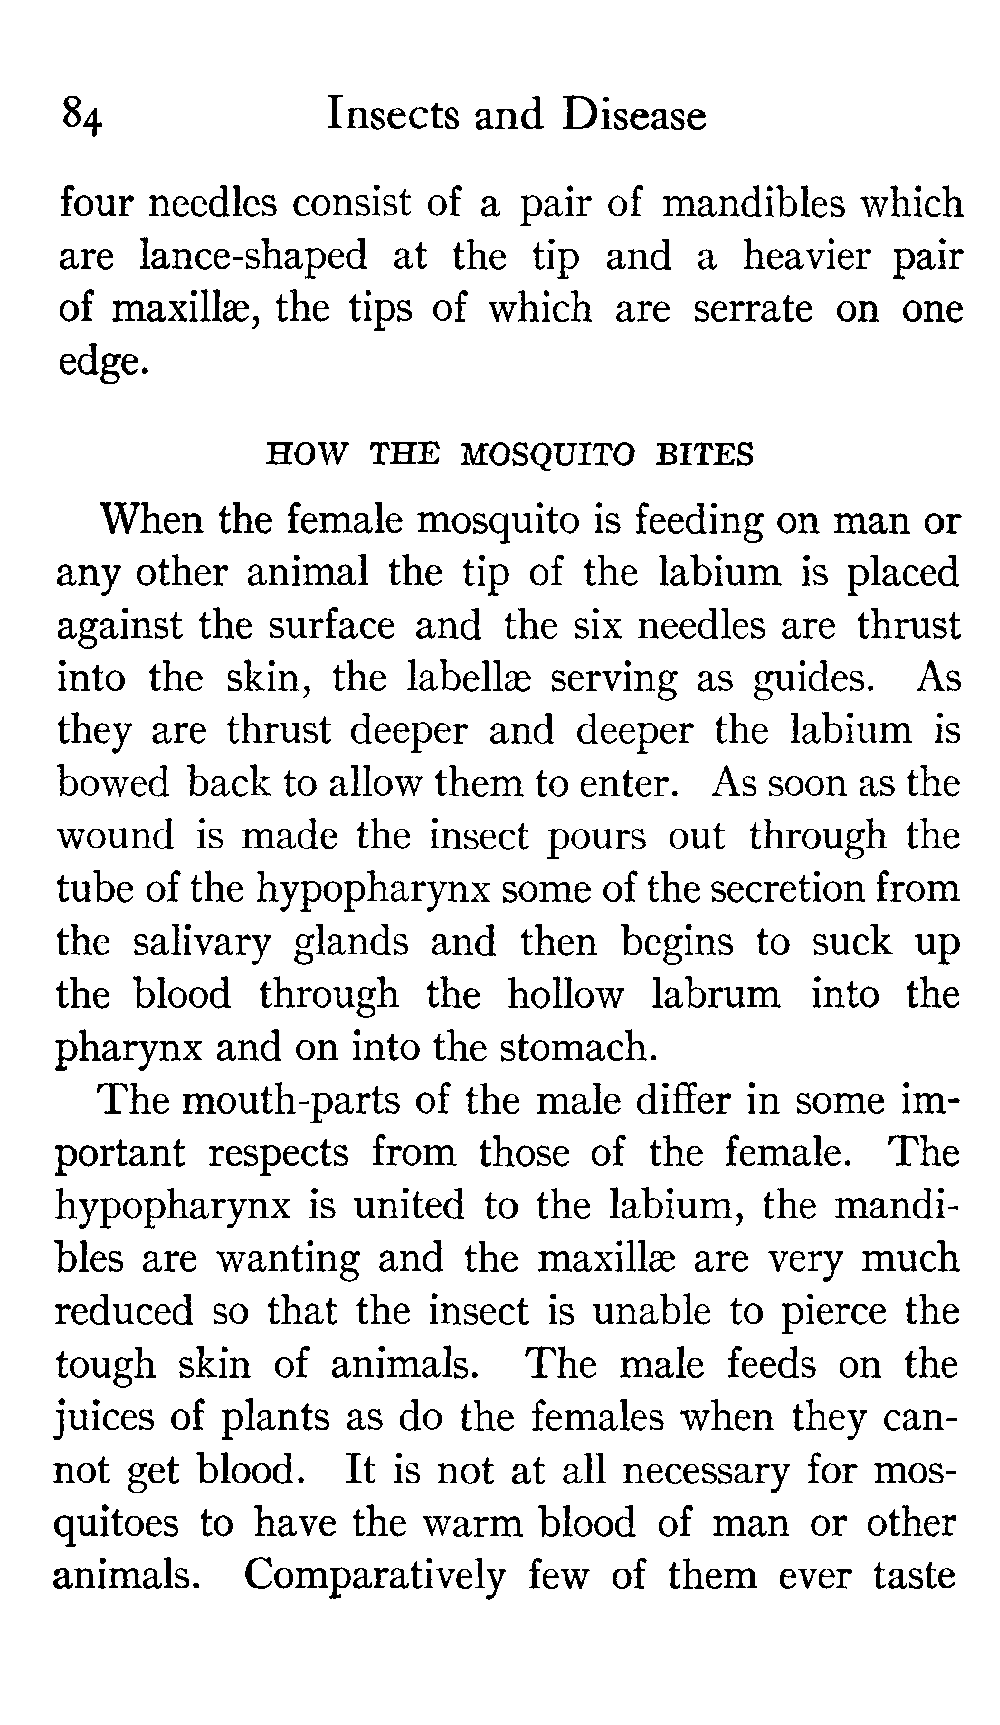 84 Insects and Disease
four needles consist of a pair of mandibles which
are lance-shaped at the tip and a heavier pair
of maxillæ, the tips of which are serrate on one
edge.
HOW THE MOSQUITO BITES
When the female mosquito is feeding on man or
any other animal the tip of the labium is placed
against the surface and the six needles are thrust
into the skin, the labellæ serving as guides. As
they are thrust deeper and deeper the labium is
bowed back to allow them to enter. As soon as the
wound is made the insect pours out through the
tube of the hypopharynx some of the secretion from
the salivary glands and then begins to suck up
the blood through the hollow labrum into the
pharynx and on into the stomach.
The mouth-parts of the male differ in some im-
portant respects from those of the female. The
hypopharynx is united to the labium, the mandi-
bles are wanting and the maxillæ are very much
reduced so that the insect is unable to pierce the
tough skin of animals. The male feeds on the
juices of plants as do the females when they can-
not get blood. It is not at all necessary for mos-
quitoes to have the warm blood of man or other
animals. Comparatively few of them ever taste